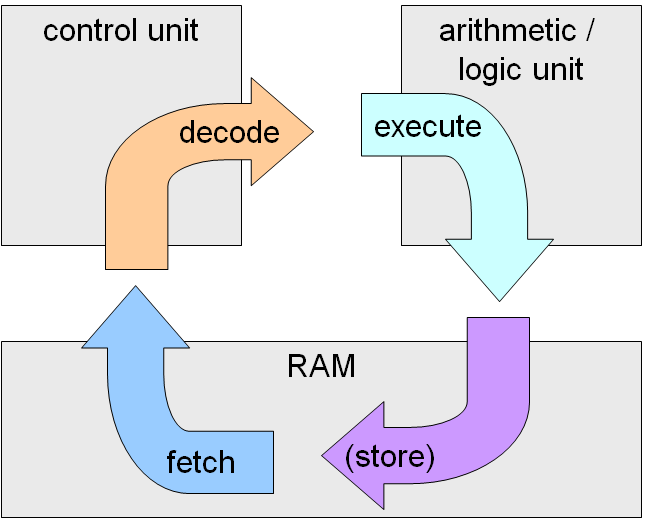 control unit
arithmetic /
logic unit
decode
execute
RAM
fetch
(store)